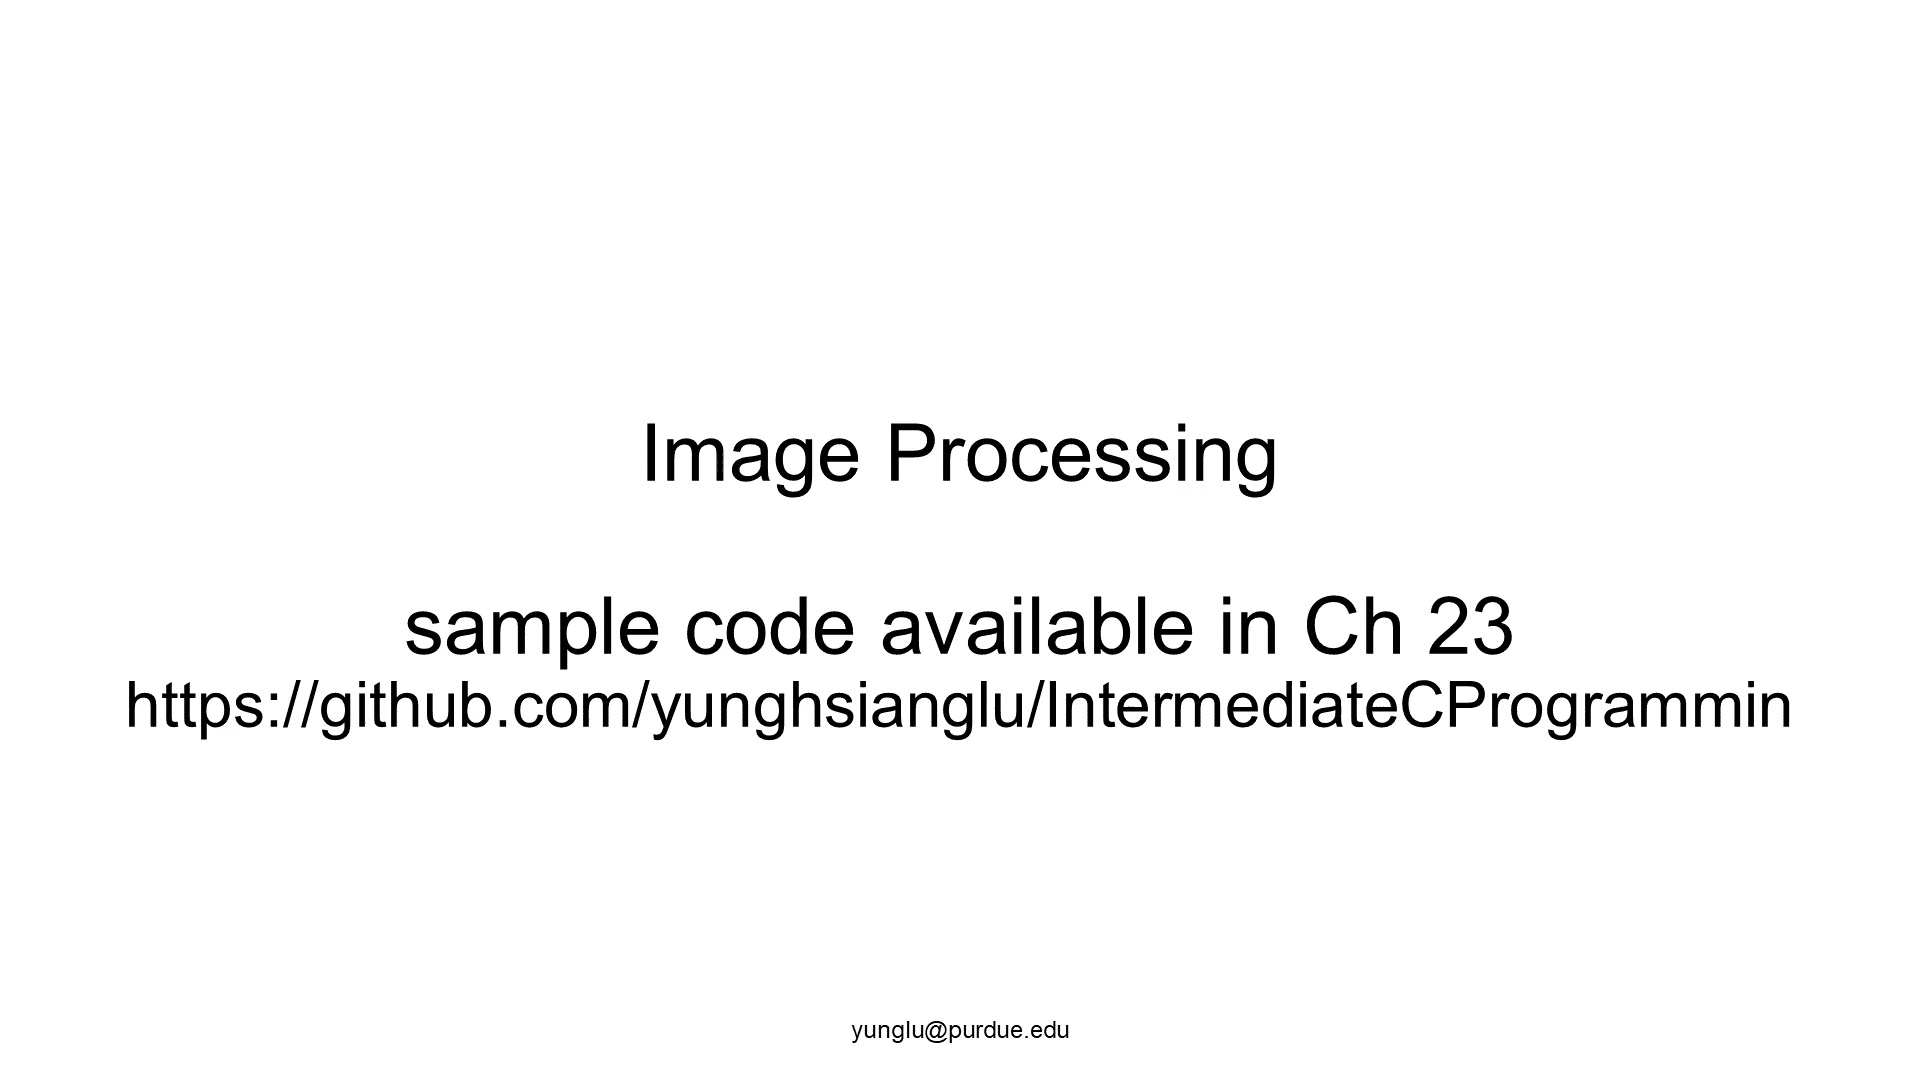 Image Processing
sample code available in Ch 23
https://github.com/yunghsianglu/IntermediateCProgrammin
yunglu@purdue.edu